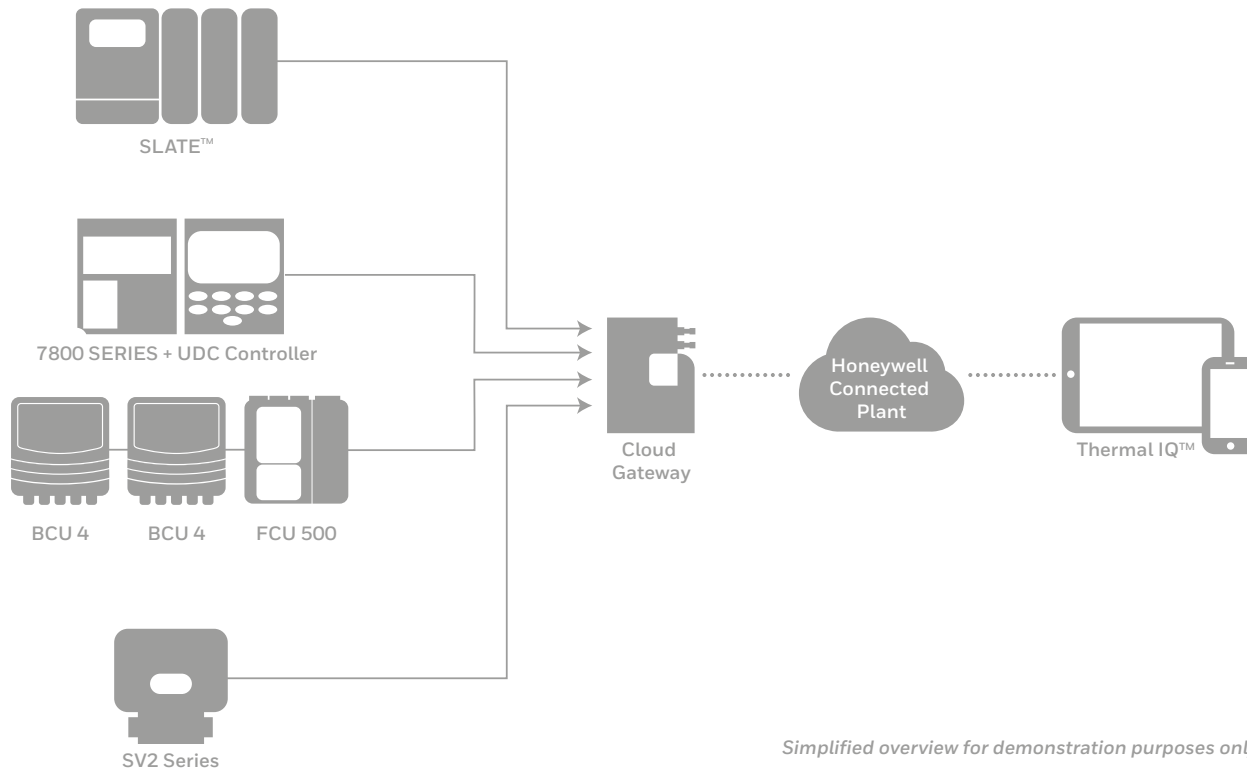 SLATE™
7800 SERIES + UDC Controller
BCU 4
BCU 4
FCU 500
SV2 Series
Cloud
Gateway
Honeywell
Connected
Plant
Thermal IQ™
Simplified overview for demonstration purposes onl